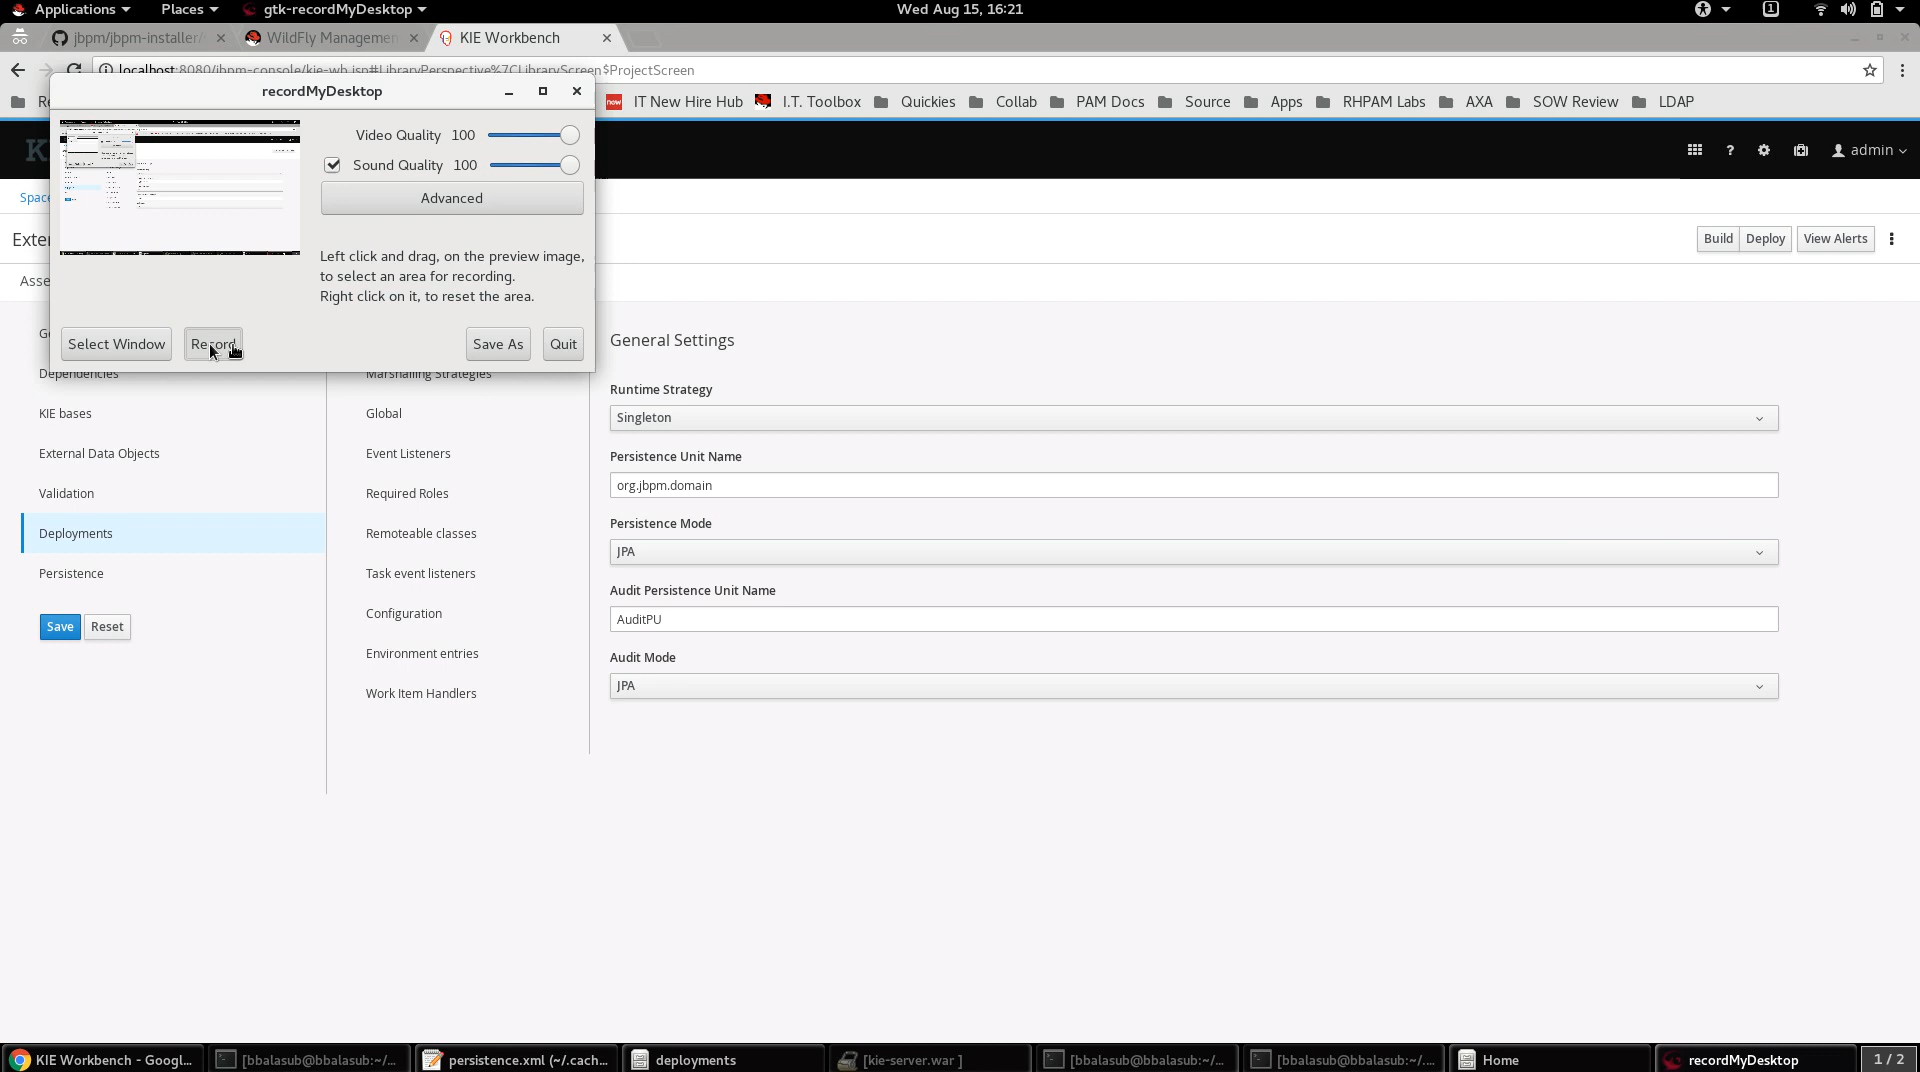 Applications Places gtk-recordMyDesktop Wed Aug 15, 16:21 1
jbpm/jbpm-installer/ WildFly Managemen KIE Workbench
localhost:8080/jbpm-console/kie-wb.jsp#LibraryPerspective%7CLibraryScreen$ProjectScreen
IT New Hire Hub I.T. Toolbox Quickies Collab PAM Docs Source Apps RHPAM Labs AXA SOW Review LDAP
recordMyDesktop
Video Quality 100
Sound Quality 100
Advanced
Left click and drag, on the preview image,
to select an area for recording.
Right click on it, to reset the area.
Select Window Record Save As Quit
K ? admin
Space
Exte Build Deploy View Alerts
Asse
Ge
Dependencies
KIE bases
External Data Objects
Validation
Deployments
Persistence
Save Reset
Marshalling Strategies
Global
Event Listeners
Required Roles
Remoteable classes
Task event listeners
Configuration
Environment entries
Work Item Handlers
General Settings
Runtime Strategy
Singleton
Persistence Unit Name
org.jbpm.domain
Persistence Mode
JPA
Audit Persistence Unit Name
AuditPU
Audit Mode
JPA
KIE Workbench - Googl... [bbalasub@bbalasub:~/... persistence.xml (~/.cach... deployments [kie-server.war ] [bbalasub@bbalasub:~/... [bbalasub@bbalasub:~/.... Home recordMyDesktop 1 / 2